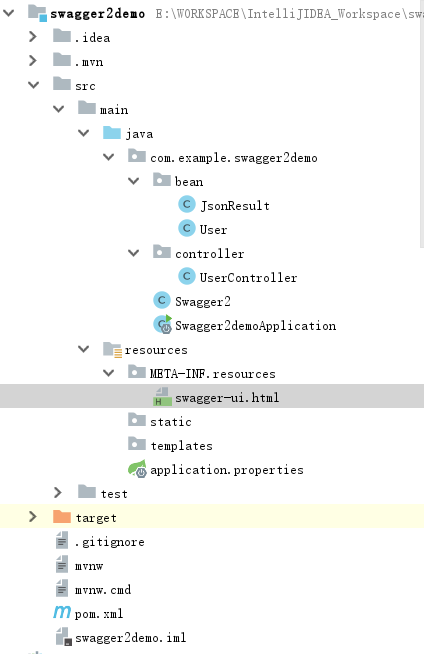 swagger2demo E:\WORKSPACE\IntelliJIDEA_Workspace\sw
.idea
.mvn
src
main
java
com.example.swagger2demo
bean
JsonResult
User
controller
UserController
Swagger2
Swagger2demoApplication
resources
META-INF.resources
swagger-ui.html
static
templates
application.properties
test
target
.gitignore
mvnw
mvnw.cmd
pom.xml
swagger2demo.iml